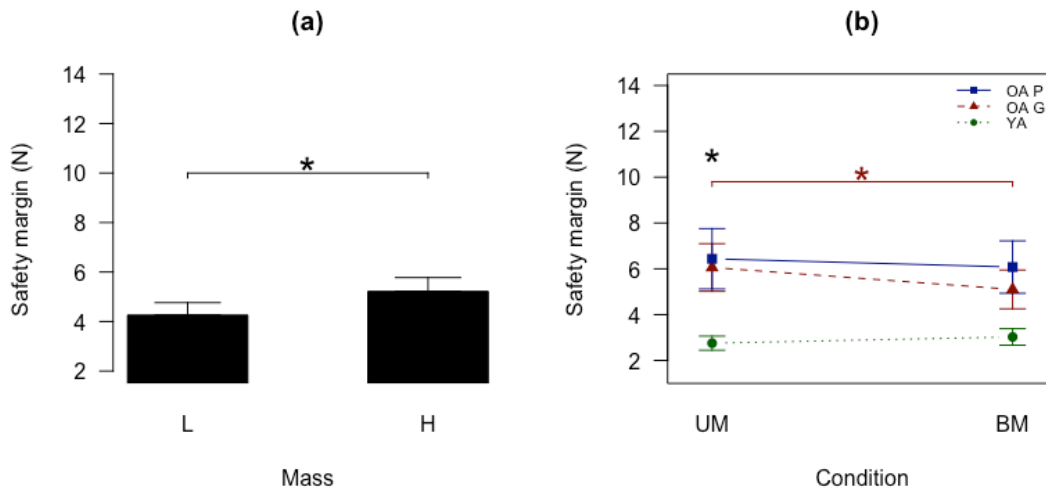 (a)
Safety margin (N)
14
12
10
8
6
4
2
*
L
H
Mass
(b)
Safety margin (N)
14
12
10
8
6
4
2
OA P
OA G
YA
*
*
UM
BM
Condition